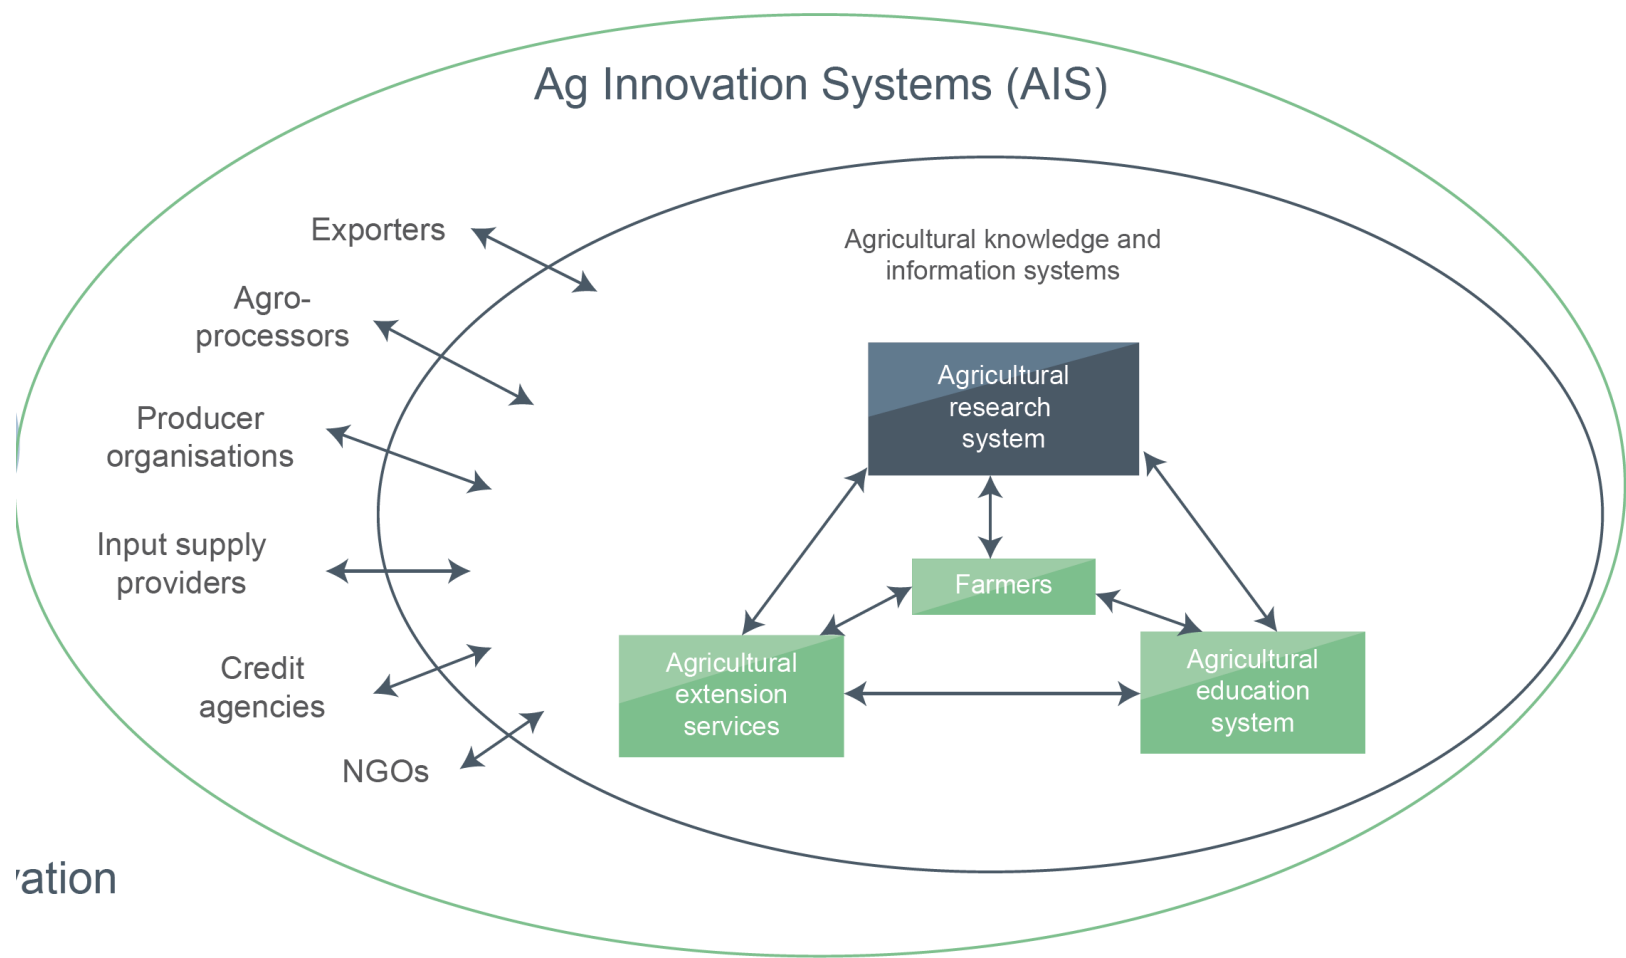 Ag Innovation Systems (AIS)
Exporters
Agro-
processors
Producer
organisations
Input supply
providers
Credit
agencies
NGOs
Agricultural knowledge and
information systems
Agricultural
research
system
Farmers
Agricultural
extension
services
Agricultural
education
system